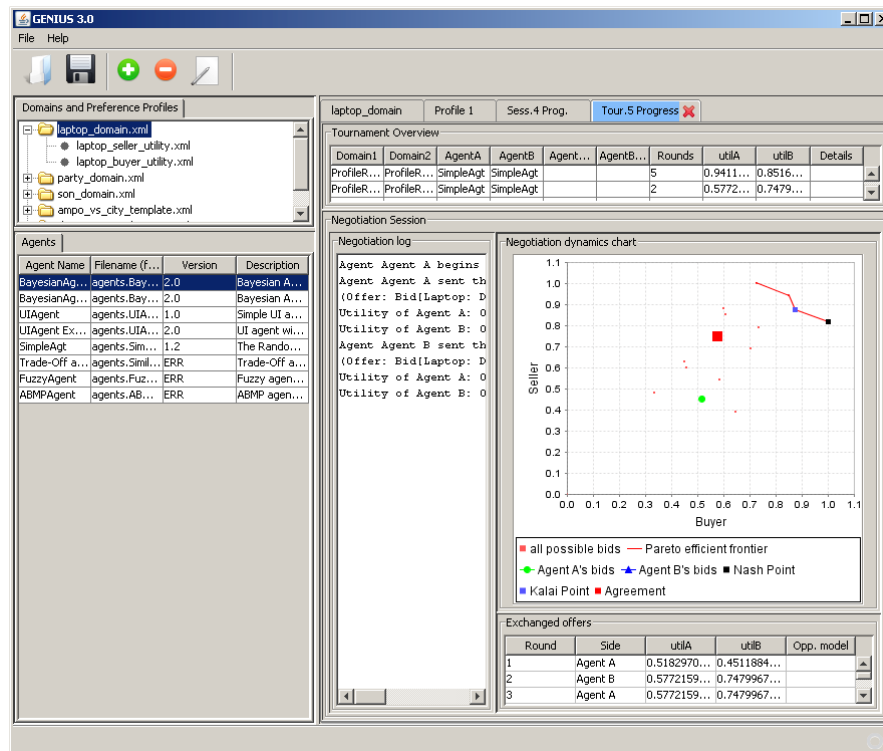 GENIUS 3.0
File Help
Domains and Preference Profiles
laptop_domain.xml
laptop_seller_utility.xml
laptop_buyer_utility.xml
party_domain.xml
son_domain.xml
ampo_vs_city_template.xml
Agents
Agent Name Filename (f... Version Description
BayesianAg... agents.Bay... 2.0 Bayesian A...
BayesianAg... agents.Bay... 2.0 Bayesian A...
UIAgent agents.UIA... 1.0 Simple UI a...
UIAgent Ex... agents.UIA... 2.0 UI agent wi...
SimpleAgt agents.Sim... 1.2 The Rando...
Trade-Off a... agents.Simil... ERR
FuzzyAgent agents.Fuz... ERR Fuzzy agen...
ABMPAgent agents.AB... ERR ABMP agen...
laptop_domain Profile 1 Sess.4 Prog. Tour.5 Progress
Tournament Overview
Domain1 Domain2 AgentA AgentB Agent... AgentB... Rounds utilA utilB Details
ProfileR... ProfileR... SimpleAgt SimpleAgt 5 0.9411... 0.8516...
ProfileR... ProfileR... SimpleAgt SimpleAgt 2 0.5772... 0.7479...
Negotiation Session
Negotiation log
Agent Agent A begins
Agent Agent A sent th
(Offer: Bid[Laptop: D
Utility of Agent A: 0
Utility of Agent B: 0
Agent Agent B sent th
(Offer: Bid[Laptop: D
Utility of Agent A: 0
Utility of Agent B: 0
Negotiation dynamics chart
1.1
1.0
0.9
0.8
0.7
0.6
0.5
0.4
0.3
0.2
0.1
0.0
Seller
0.0 0.1 0.2 0.3 0.4 0.5 0.6 0.7 0.8 0.9 1.0 1.1
Buyer
all possible bids Pareto efficient frontier
Agent A's bids Agent B's bids Nash Point
Kalai Point Agreement
Exchanged offers
Round Side utilA utilB Opp. model
1 Agent A 0.5182970... 0.4511884...
2 Agent B 0.5772159... 0.7479967...
3 Agent A 0.5772159... 0.7479967...